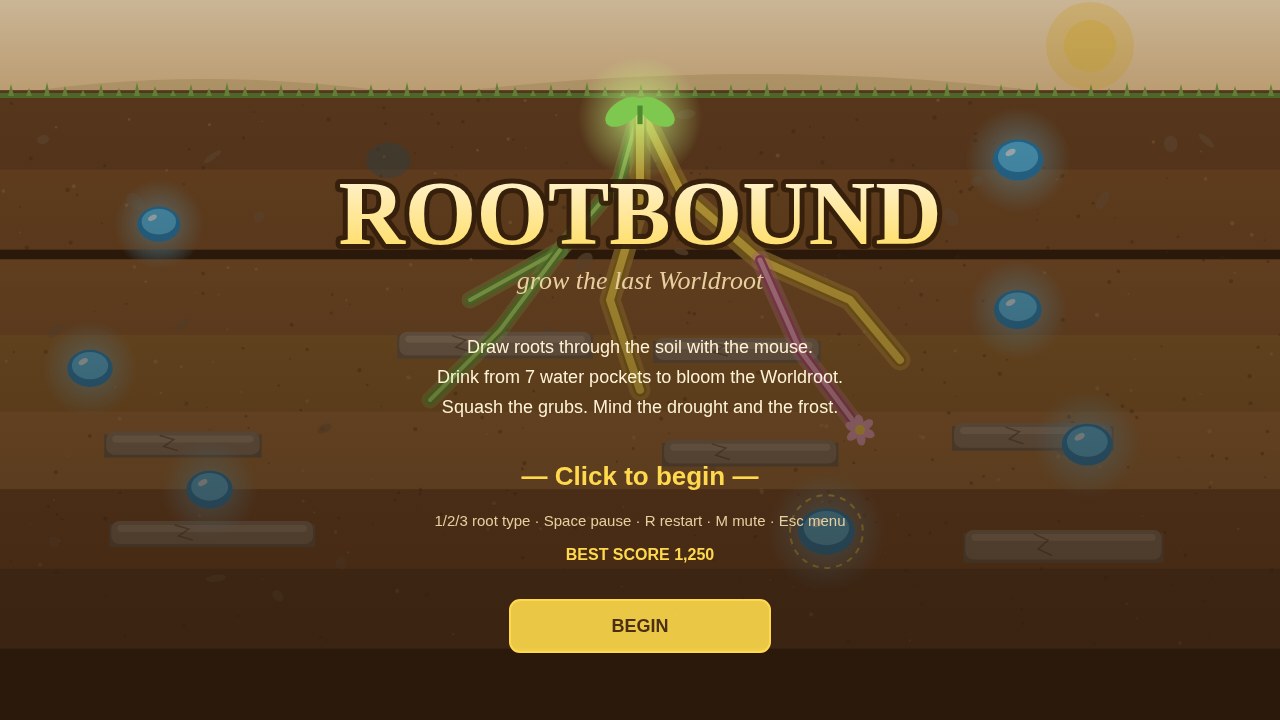 ROOTBOUND
grow the last Worldroot
Draw roots through the soil with the mouse.
Drink from 7 water pockets to bloom the Worldroot.
Squash the grubs. Mind the drought and the frost.
— Click to begin —
1/2/3 root type · Space pause · R restart · M mute · Esc menu
BEST SCORE 1,250
BEGIN